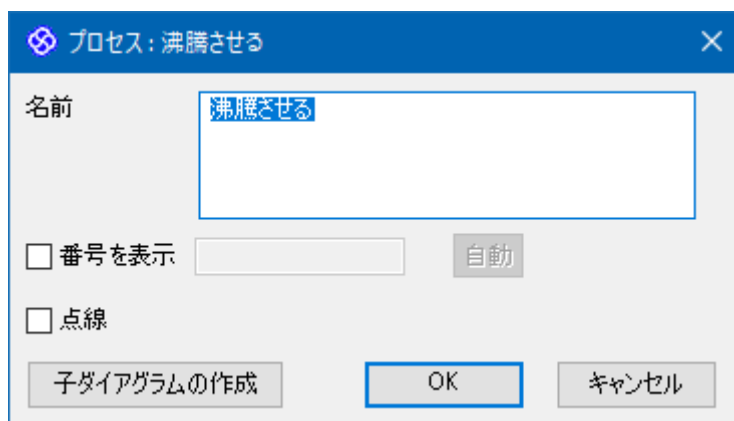 プロセス : 沸騰させる
名前
沸騰させる
番号を表示
自動
点線
子ダイアグラムの作成
OK
キャンセル